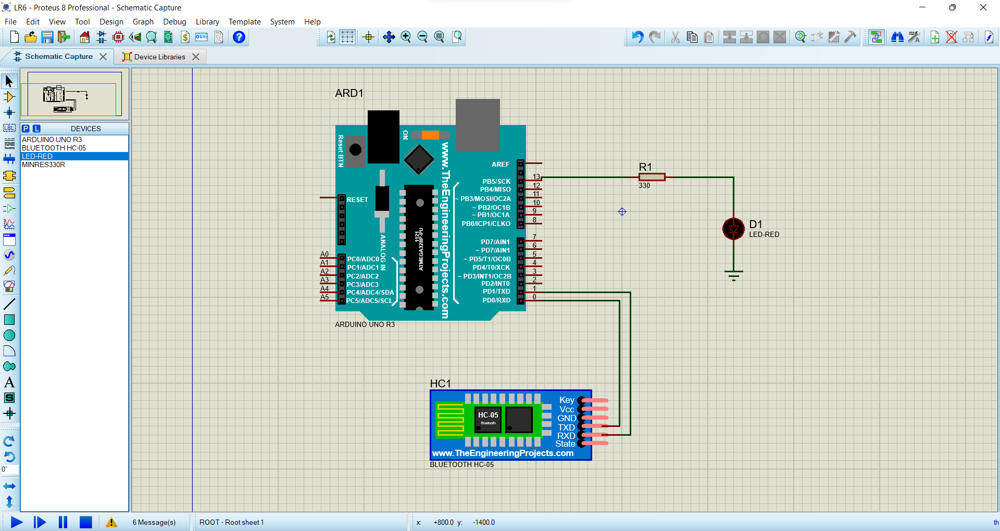 LR6 - Proteus 8 Professional - Schematic Capture
File Edit View Tool Design Graph Debug Library Template System Help
Schematic Capture
Device Libraries
P L DEVICES
ARDUINO UNO R3
BLUETOOTH HC-05
LED-RED
MINRES330R
LBL
A
S
0°
ARD1
Reset BTN
ON
www.TheEngineeringProjects.com
RESET
ANALOG IN
1121
ATMEGA328P-PU
AREF
13 PB5/SCK
12 PB4/MISO
11 ~ PB3/MOSI/OC2A
10 ~ PB2/OC1B
9 ~ PB1/OC1A
8 PB0/ICP1/CLKO
7 PD7/AIN1
6 ~ PD7/AIN1
5 ~ PD5/T1/OC0B
4 PD4/T0/XCK
3 ~ PD3/INT1/OC2B
2 PD2/INT0
1 PD1/TXD
0 PD0/RXD
A0 PC0/ADC0
A1 PC1/ADC1
A2 PC2/ADC2
A3 PC3/ADC3
A4 PC4/ADC4/SDA
A5 PC5/ADC5/SCL
ARDUINO UNO R3
R1
330
D1
LED-RED
HC1
HC-05
Bluetooth
Key
Vcc
GND
TXD
RXD
State
www.TheEngineeringProjects.com
BLUETOOTH HC-05
6 Message(s)
ROOT - Root sheet 1
x: +800.0 y: -1400.0
th